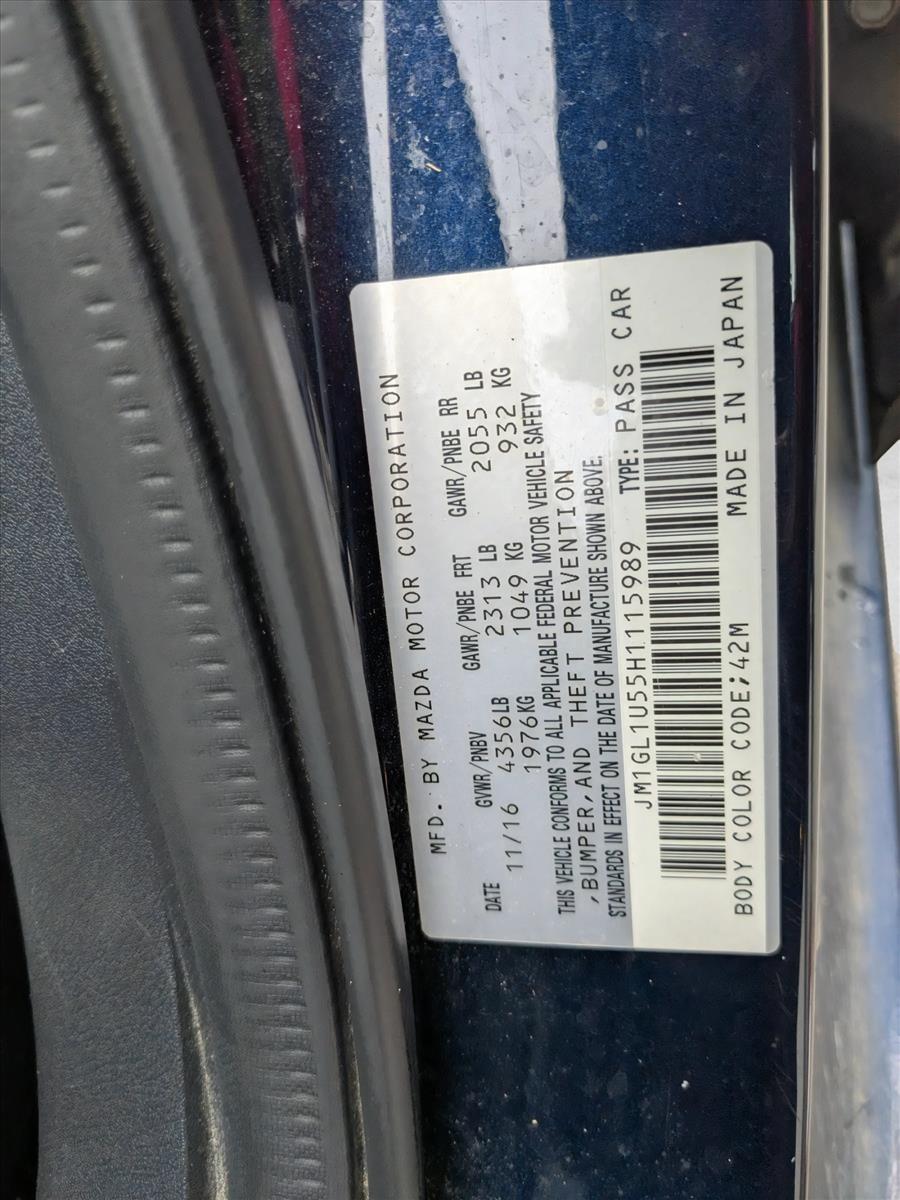 MFD. BY MAZDA MOTOR CORPORATION
DATE GVWR/PNBV GAWR/PNBE FRT GAWR/PNBE RR
11/16 4356LB 2313 LB 2055 LB
1976KG 1049 KG 932 KG
THIS VEHICLE CONFORMS TO ALL APPLICABLE FEDERAL MOTOR VEHICLE SAFETY
,BUMPER,AND THEFT PREVENTION
STANDARDS IN EFFECT ON THE DATE OF MANUFACTURE SHOWN ABOVE.
JM1GL1U55H1115989 TYPE: PASS CAR
BODY COLOR CODE;42M MADE IN JAPAN